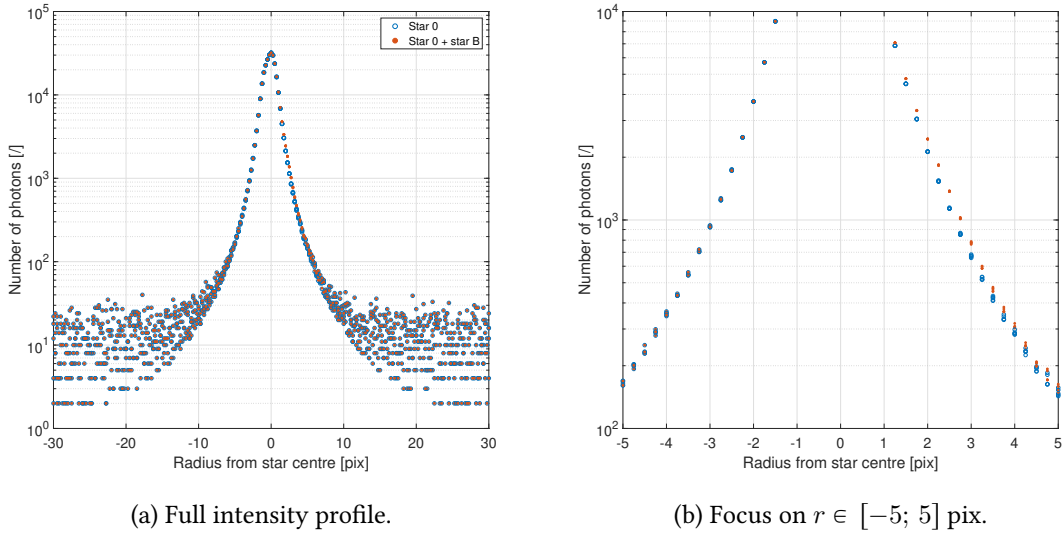 10^5
10^4
10^3
10^2
10^1
10^0
Number of photons [/]
-30 -20 -10 0 10 20 30
Radius from star centre [pix]
Star 0
Star 0 + star B
(a) Full intensity profile.
10^4
10^3
10^2
Number of photons [/]
-5 -4 -3 -2 -1 0 1 2 3 4 5
Radius from star centre [pix]
(b) Focus on r ∈ [−5; 5] pix.